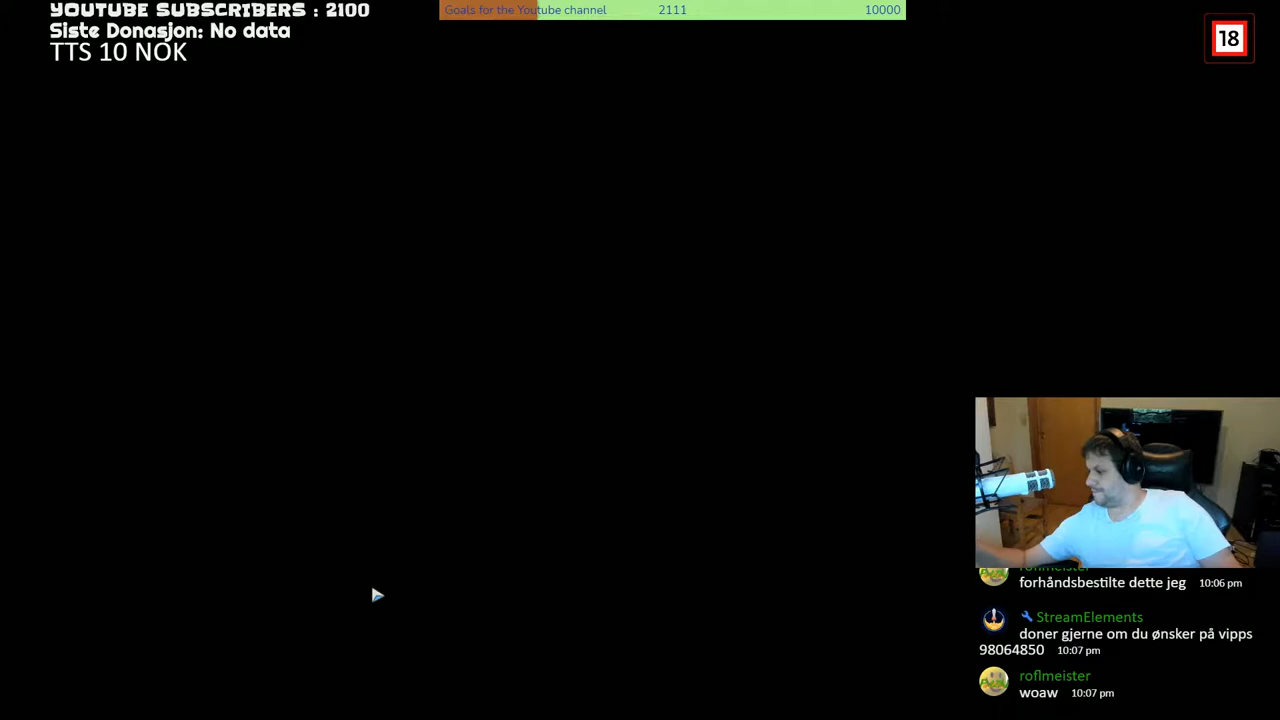 YOUTUBE SUBSCRIBERS : 2100
Siste Donasjon: No data
TTS 10 NOK
Goals for the Youtube channel 2111 10000
18
roflmeister
forhåndsbestilte dette jeg 10:06 pm
StreamElements
doner gjerne om du ønsker på vipps
98064850 10:07 pm
roflmeister
woaw 10:07 pm